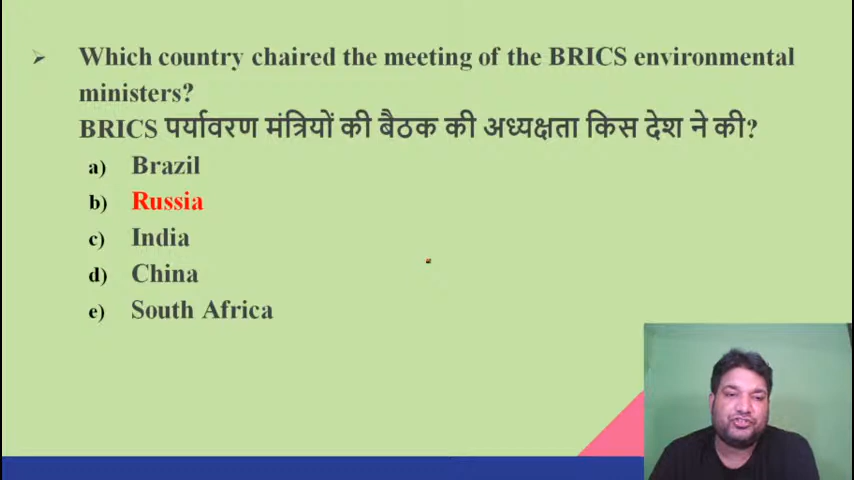 Which country chaired the meeting of the BRICS environmental
ministers?
BRICS पर्यावरण मंत्रियों की बैठक की अध्यक्षता किस देश ने की?
a) Brazil
b) Russia
c) India
d) China
e) South Africa